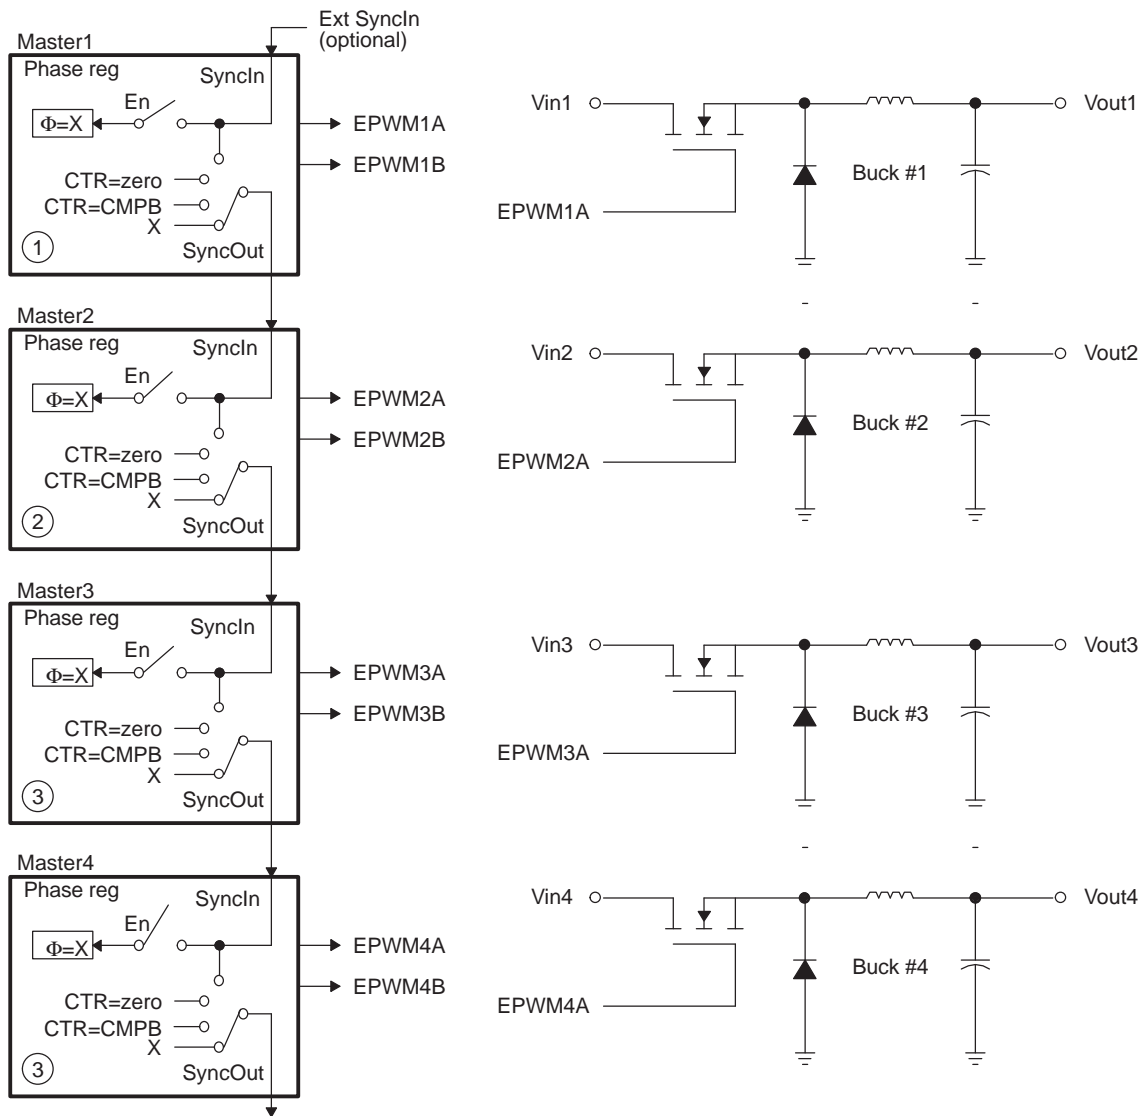 Ext SyncIn
(optional)
Master1
Phase reg
SyncIn
En
Φ=X
EPWM1A
EPWM1B
CTR=zero
CTR=CMPB
X
1
SyncOut
Vin1
Vout1
Buck #1
EPWM1A
Master2
Phase reg
SyncIn
En
Φ=X
EPWM2A
EPWM2B
CTR=zero
CTR=CMPB
X
2
SyncOut
Vin2
Vout2
Buck #2
EPWM2A
Master3
Phase reg
SyncIn
En
Φ=X
EPWM3A
EPWM3B
CTR=zero
CTR=CMPB
X
3
SyncOut
Vin3
Vout3
Buck #3
EPWM3A
Master4
Phase reg
SyncIn
En
Φ=X
EPWM4A
EPWM4B
CTR=zero
CTR=CMPB
X
3
SyncOut
Vin4
Vout4
Buck #4
EPWM4A